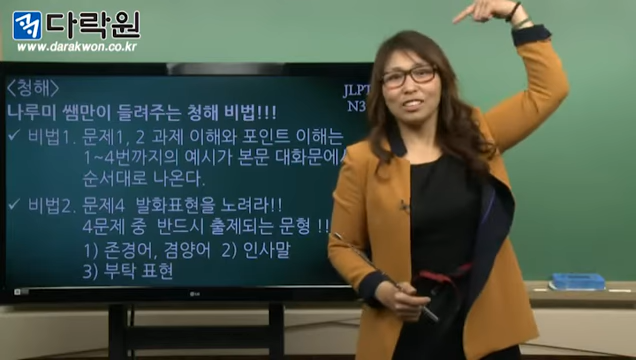 다락원
www.darakwon.co.kr
<청해>
JLPT
N3
나루미 쌤만이 들려주는 청해 비법!!!
✓ 비법1. 문제1, 2 과제 이해와 포인트 이해는
1~4번까지의 예시가 본문 대화문에서
순서대로 나온다.
✓ 비법2. 문제4 발화표현을 노려라!!
4문제 중 반드시 출제되는 문형 !!
1) 존경어, 겸양어 2) 인사말
3) 부탁 표현